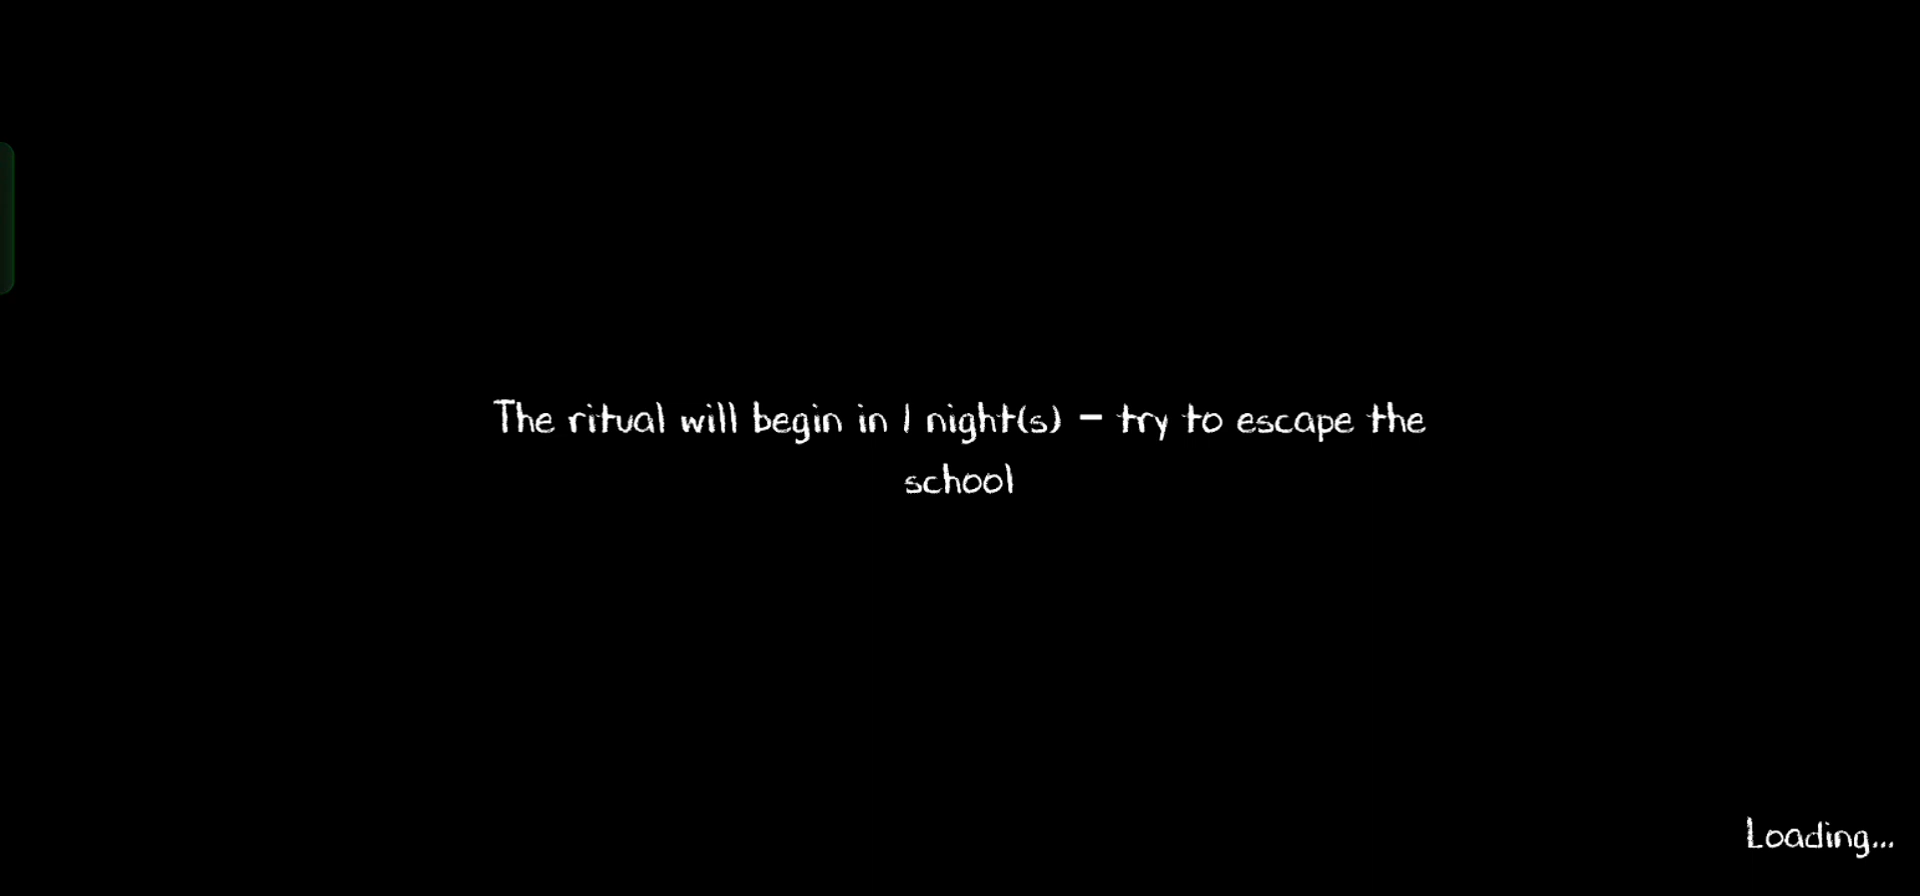 The ritual will begin in 1 night(s) - try to escape the
school
Loading...